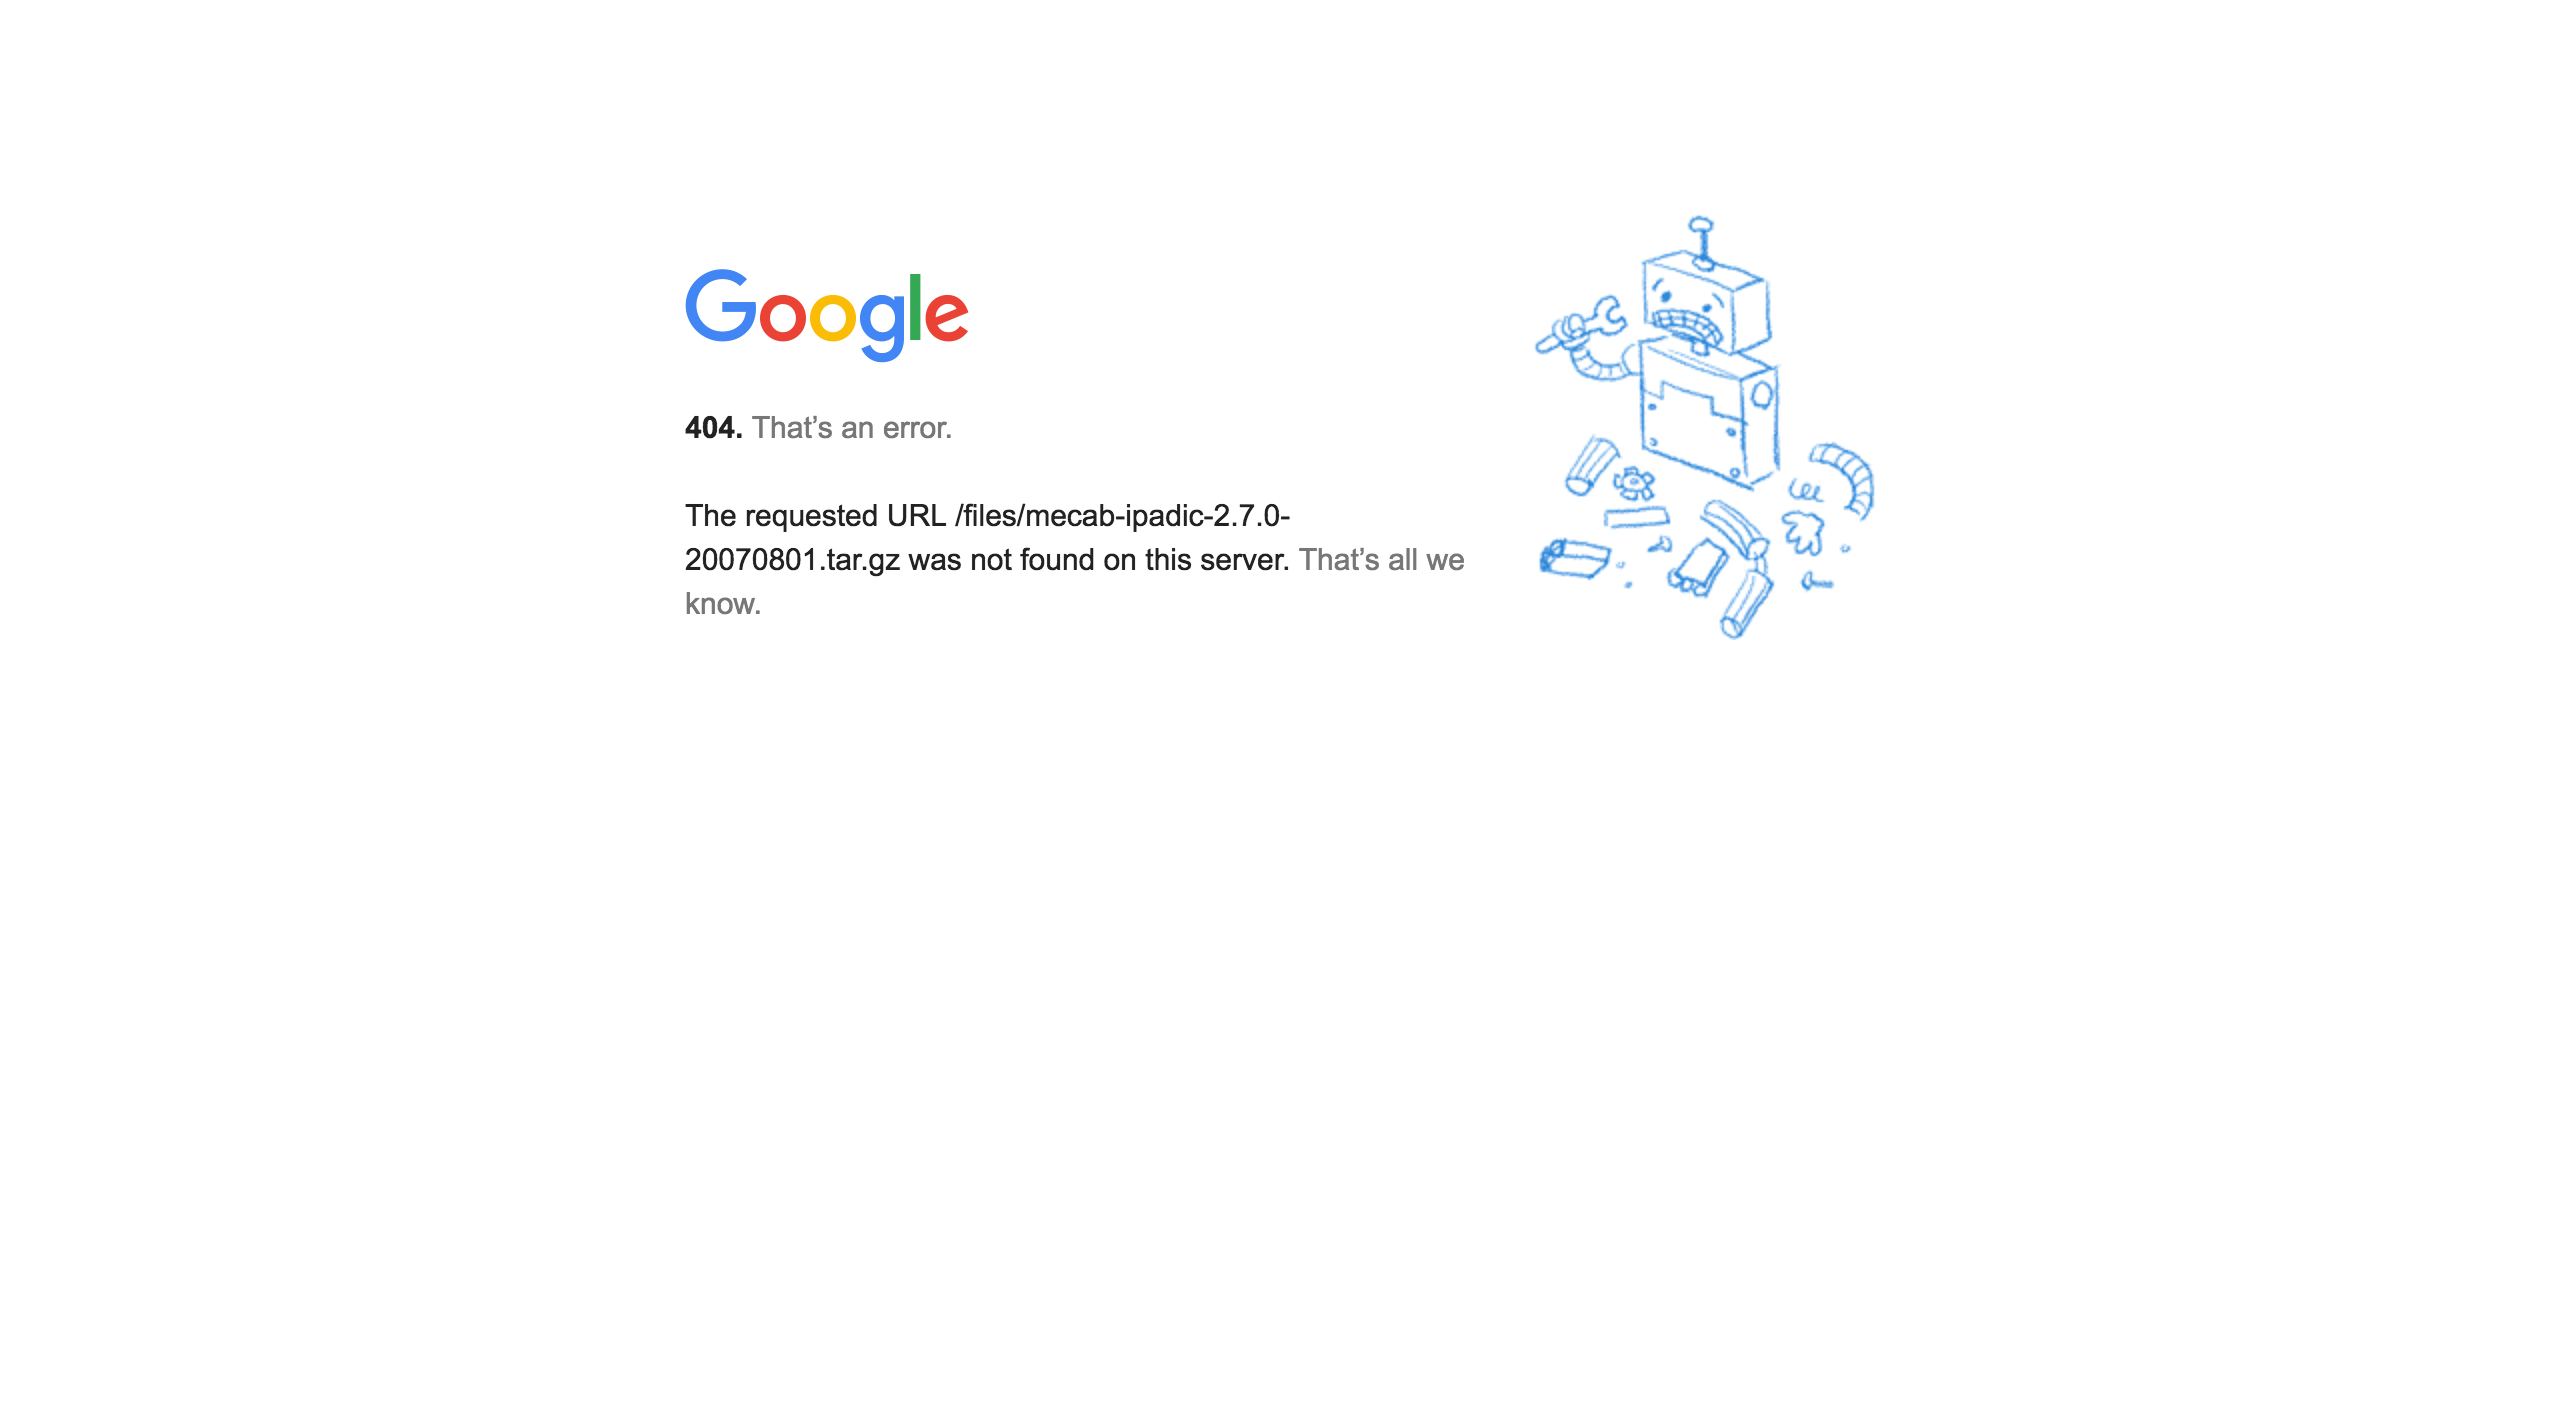 Google
404. That’s an error.
The requested URL /files/mecab-ipadic-2.7.0-
20070801.tar.gz was not found on this server. That’s all we
know.